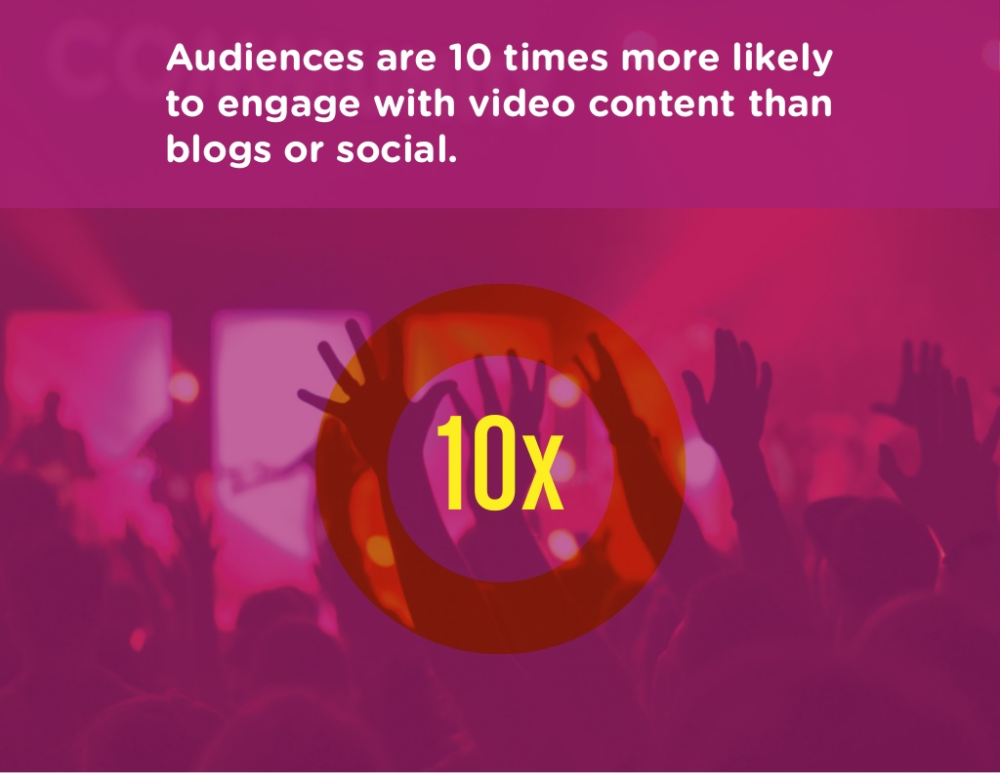 Audiences are 10 times more likely
to engage with video content than
blogs or social.
10x